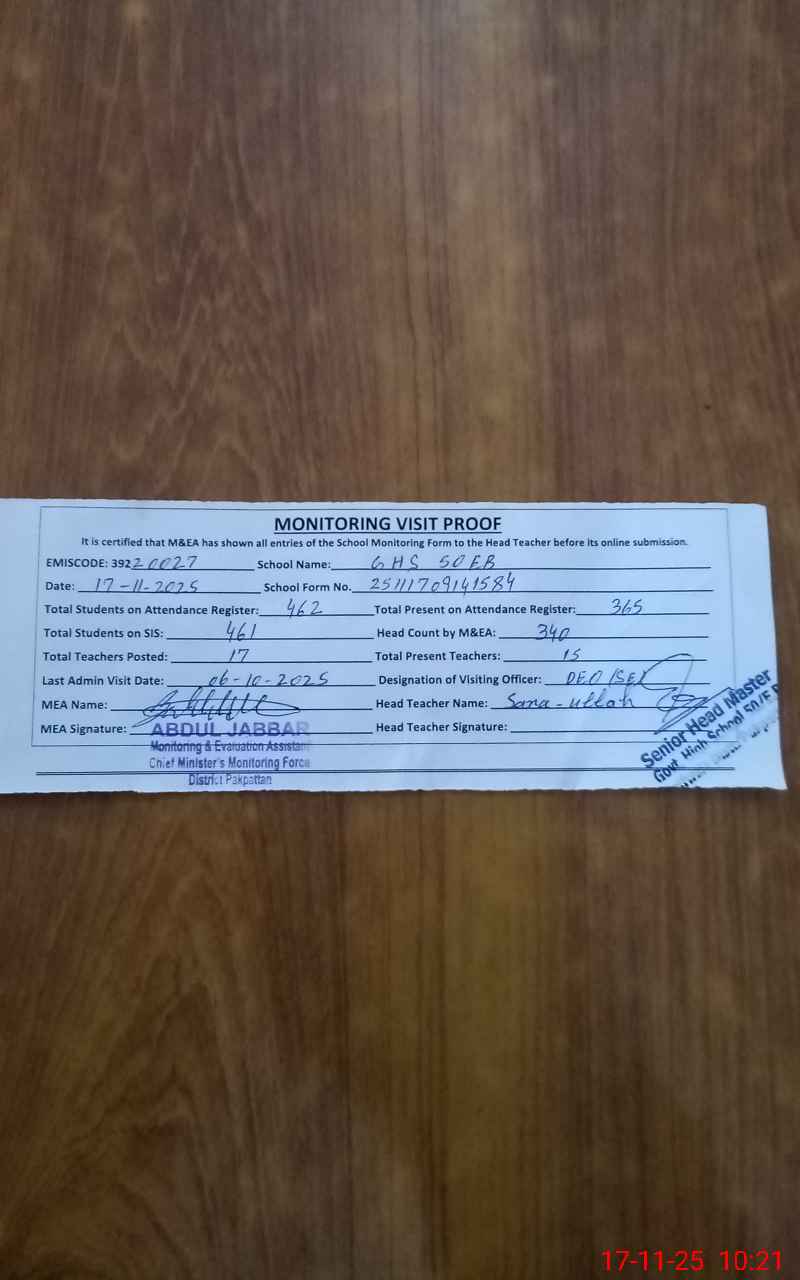 MONITORING VISIT PROOF
It is certified that M&EA has shown all entries of the School Monitoring Form to the Head Teacher before its online submission.
EMISCODE: 39220027 School Name: GHS 50EB
Date: 17-11-2025 School Form No. 25111709141584
Total Students on Attendance Register: 462 Total Present on Attendance Register: 365
Total Students on SIS: 461 Head Count by M&EA: 340
Total Teachers Posted: 17 Total Present Teachers: 15
Last Admin Visit Date: 06-10-2025 Designation of Visiting Officer: DEO (SE)
MEA Name: Head Teacher Name: Sana-ullah
MEA Signature: ABDUL JABBAR Head Teacher Signature:
Monitoring & Evaluation Assistant
Chief Minister's Monitoring Force
District Pakpattan
Senior Head Master
Govt. High School 50/E
17-11-25 10:21